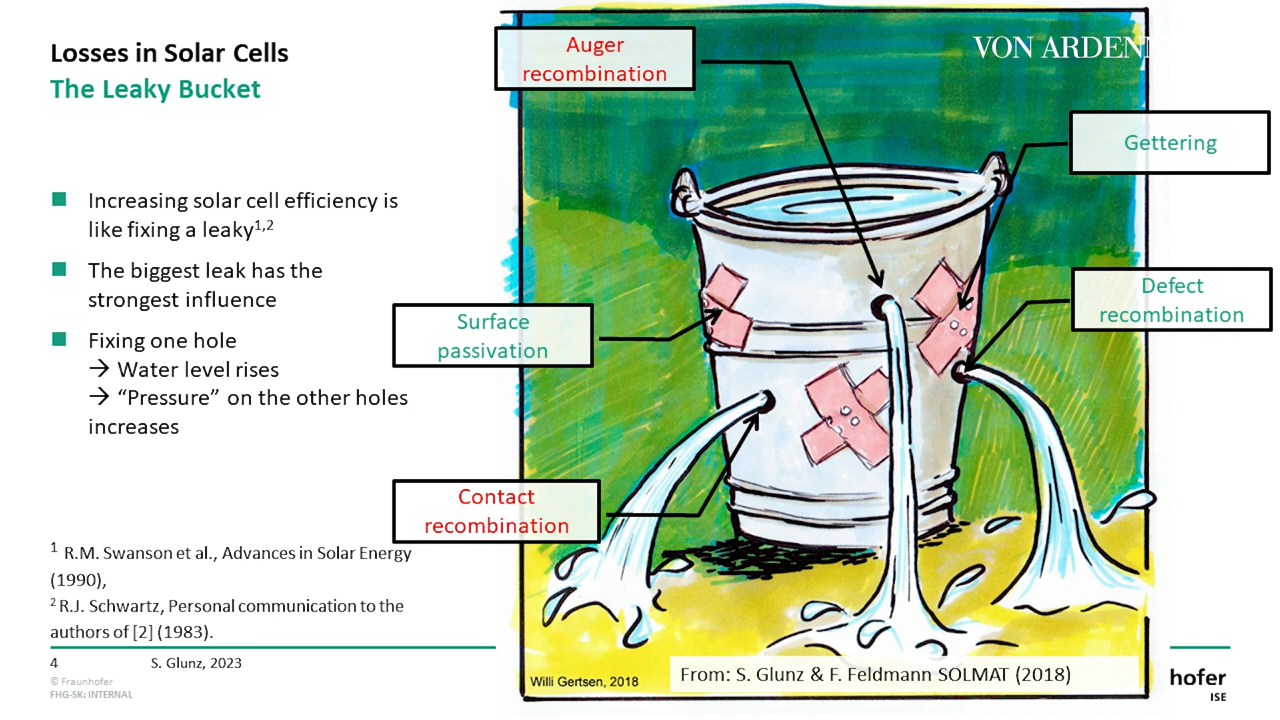 Losses in Solar Cells
The Leaky Bucket
Increasing solar cell efficiency is
like fixing a leaky1,2
The biggest leak has the
strongest influence
Fixing one hole
→ Water level rises
→ “Pressure” on the other holes
increases
1 R.M. Swanson et al., Advances in Solar Energy
(1990),
2 R.J. Schwartz, Personal communication to the
authors of [2] (1983).
4 S. Glunz, 2023
© Fraunhofer
FHG-SK: INTERNAL
Auger
recombination
VON ARDENN
Gettering
Defect
recombination
Surface
passivation
Contact
recombination
Willi Gertsen, 2018
From: S. Glunz & F. Feldmann SOLMAT (2018)
hofer
ISE